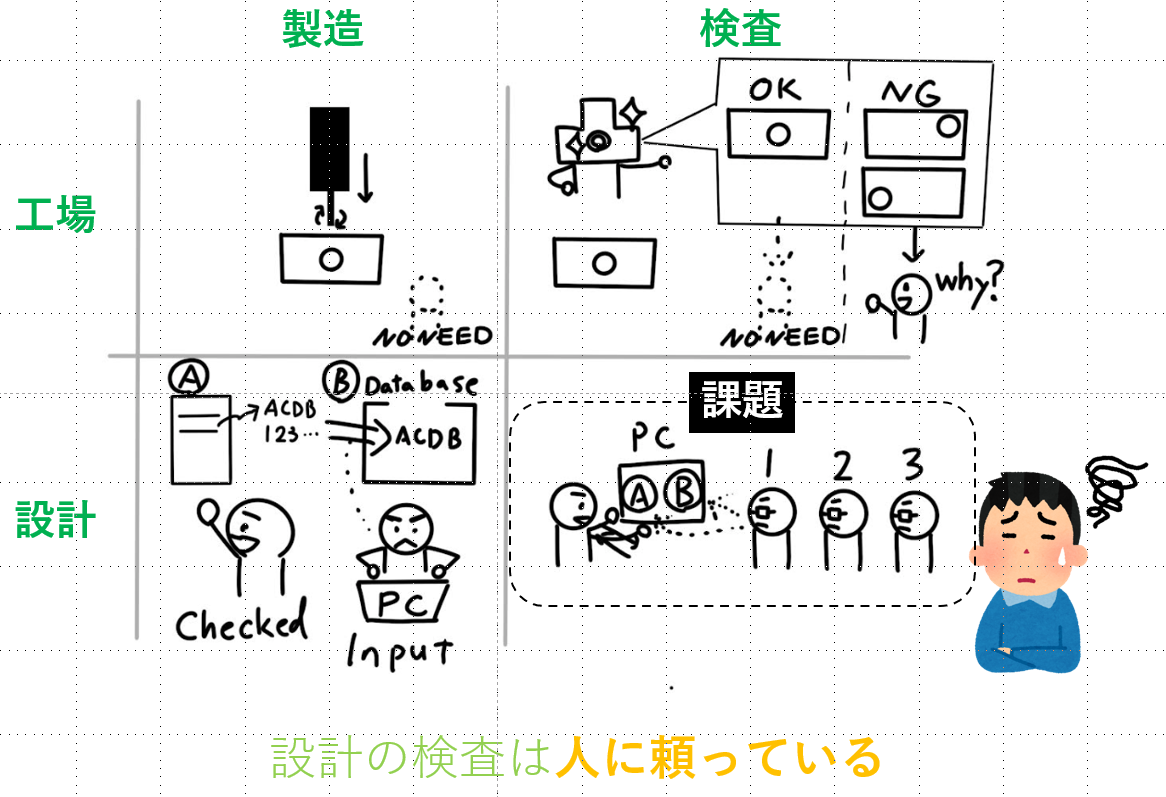 製造
検査
工場
OK
NG
why?
NO NEED
NO NEED
A
B Database
ACDB
123…
ACDB
課題
PC
設計
A
B
1
2
3
PC
Checked
Input
設計の検査は人に頼っている